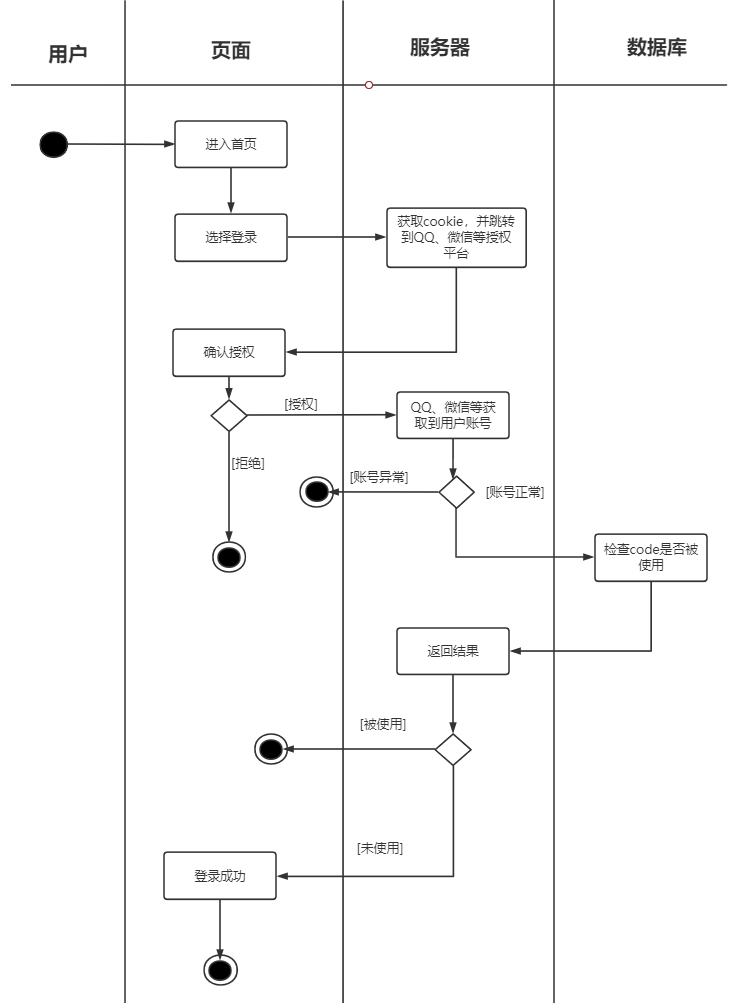 用户
页面
服务器
数据库
进入首页
选择登录
获取cookie，并跳转
到QQ、微信等授权
平台
确认授权
[授权]
QQ、微信等获
取到用户账号
[拒绝]
[账号异常]
[账号正常]
检查code是否被
使用
返回结果
[被使用]
[未使用]
登录成功